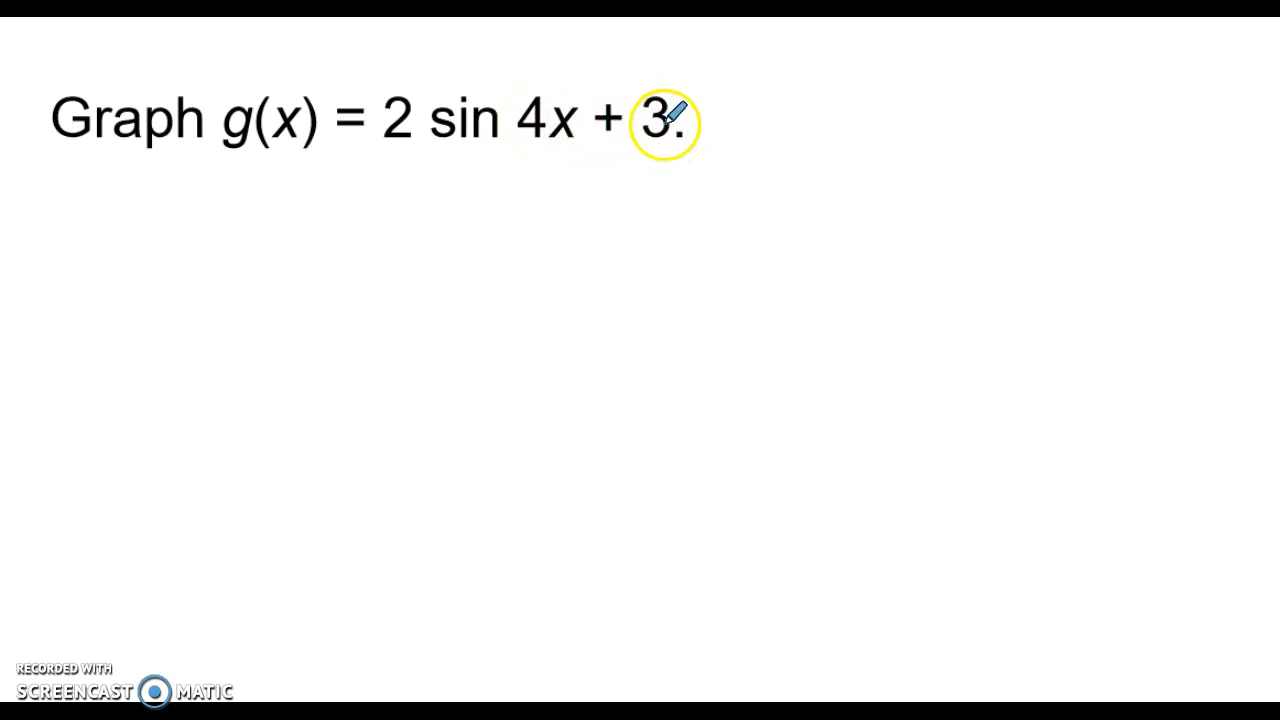 Graph g(x) = 2 sin 4x + 3.
RECORDED WITH
SCREENCAST MATIC